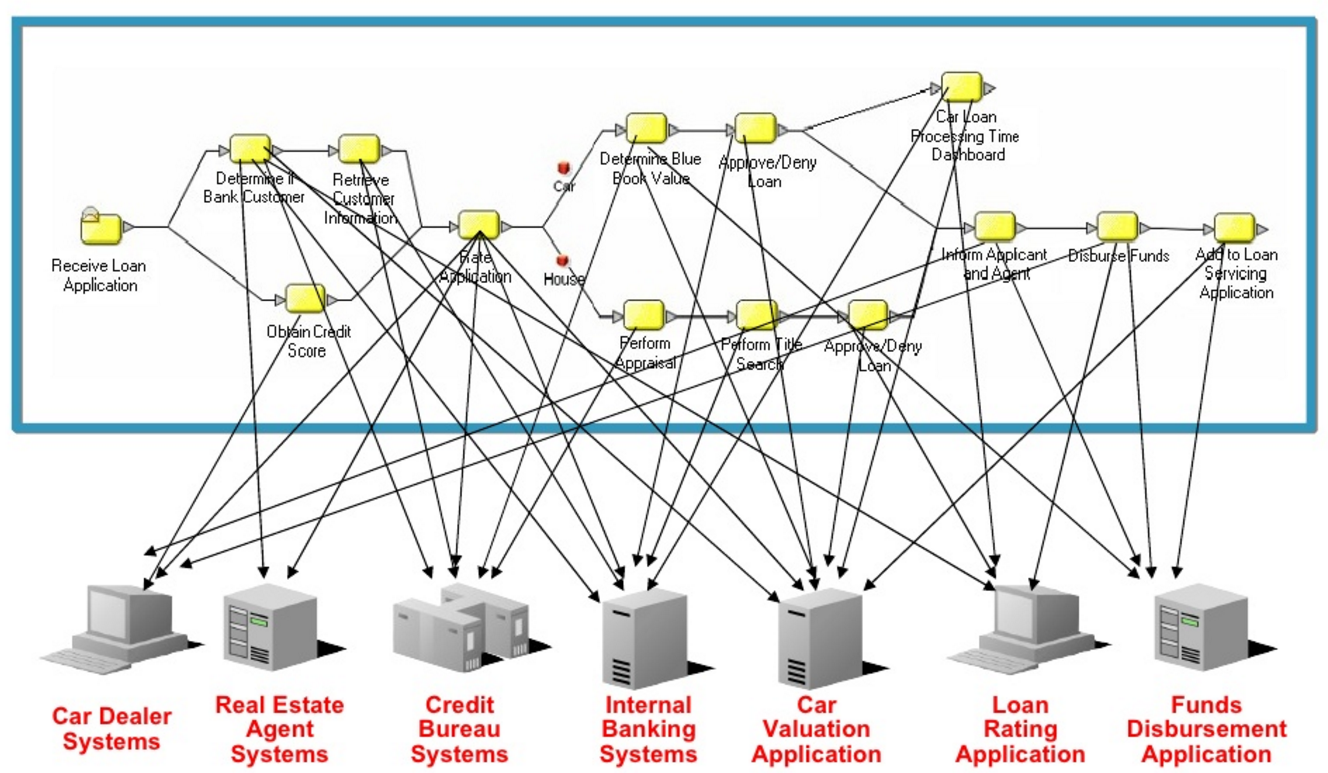 Car Loan
Processing Time
Dashboard
Determine Blue
Book Value
Approve/Deny
Loan
Car
Determine if
Bank Customer
Retrieve
Customer
Information
Receive Loan
Application
Rate
Application
House
Inform Applicant
and Agent
Disburse Funds
Add to Loan
Servicing
Application
Obtain Credit
Score
Perform
Appraisal
Perform Title
Search
Approve/Deny
Loan
Car Dealer
Systems
Real Estate
Agent
Systems
Credit
Bureau
Systems
Internal
Banking
Systems
Car
Valuation
Application
Loan
Rating
Application
Funds
Disbursement
Application